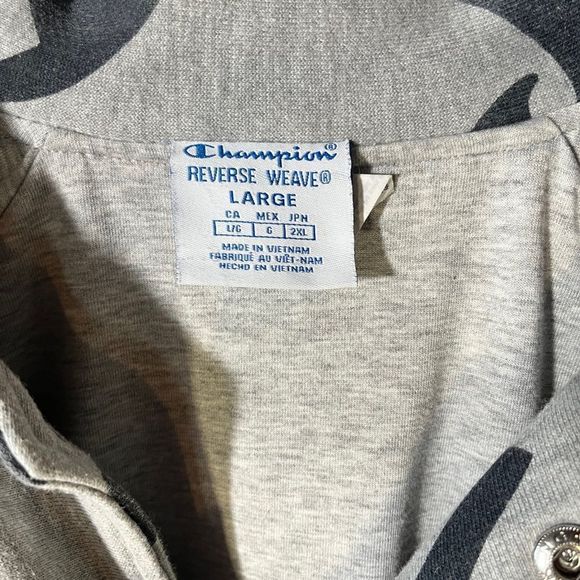 Champion®
REVERSE WEAVE®
LARGE
CA MEX JPN
L/G G 2XL
MADE IN VIETNAM
FABRIQUÉ AU VIÊT-NAM
HECHO EN VIETNAM